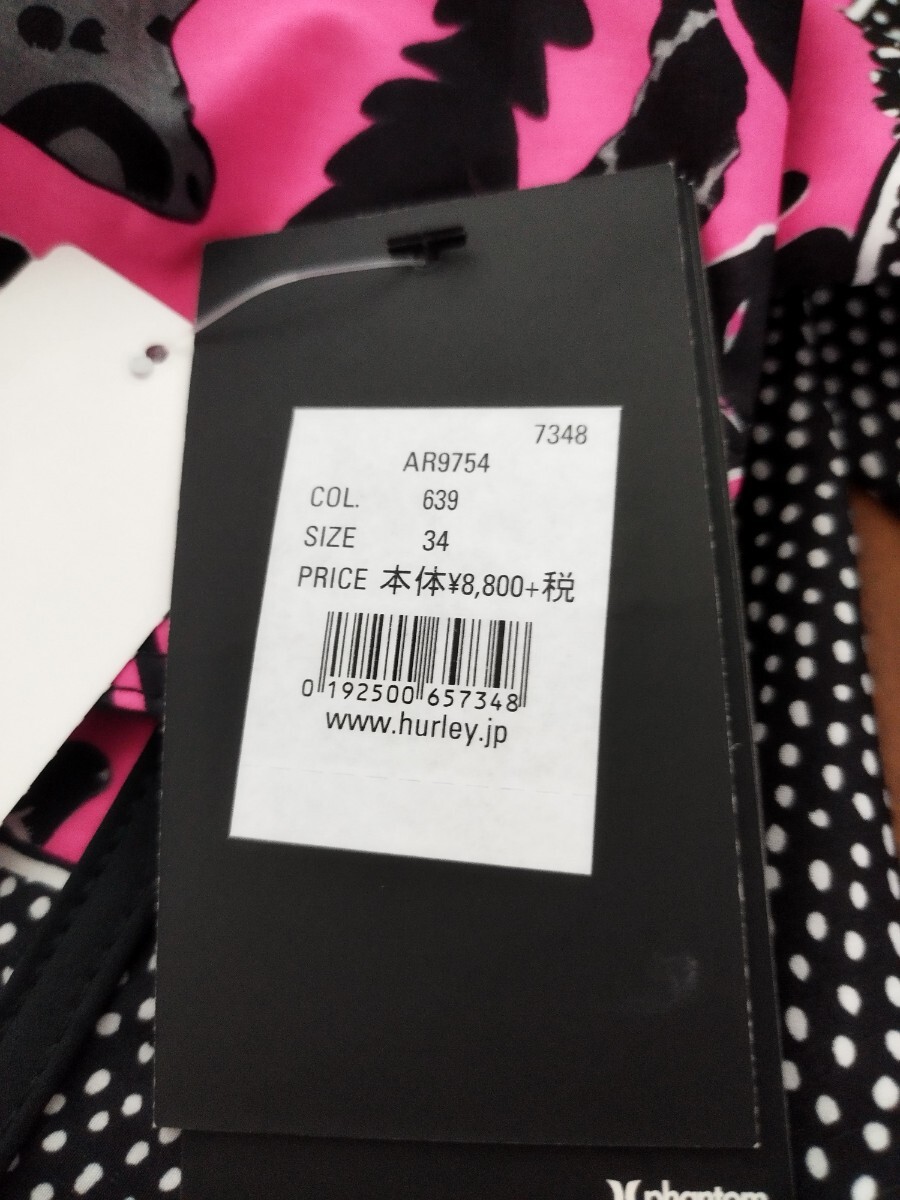 7348
AR9754
COL. 639
SIZE 34
PRICE 本体¥8,800+税
0 192500 657348
www.hurley.jp
phantom